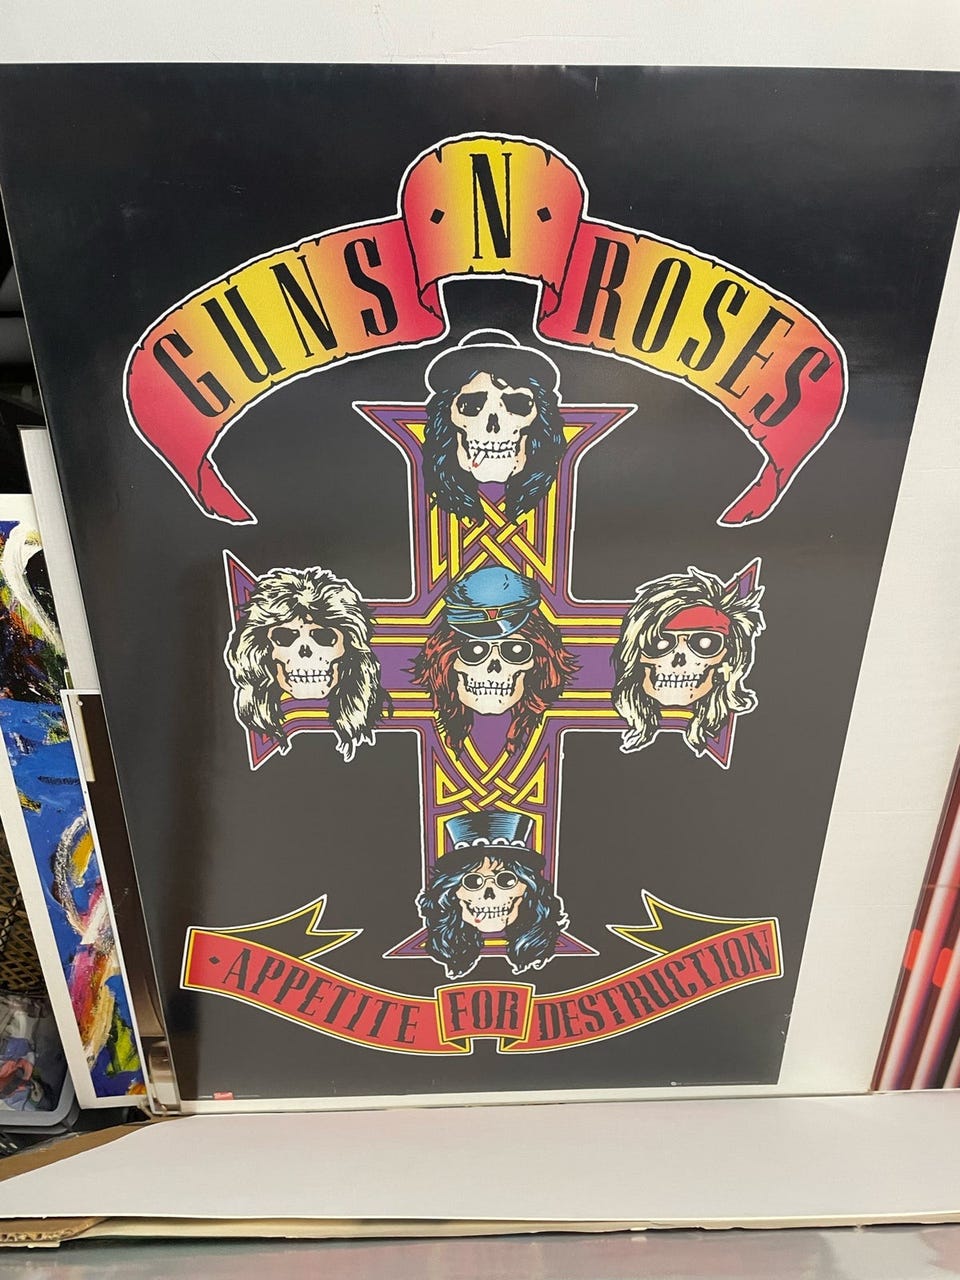 GUNS · N · ROSES
· APPETITE FOR DESTRUCTION